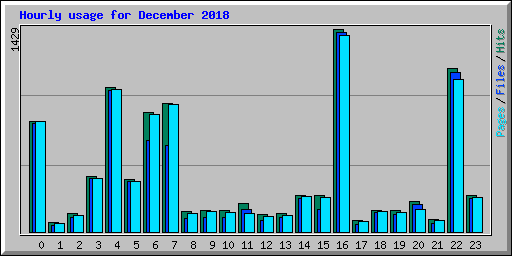 Hourly usage for December 2018
1429
Pages/Files/Hits
0 1 2 3 4 5 6 7 8 9 10 11 12 13 14 15 16 17 18 19 20 21 22 23